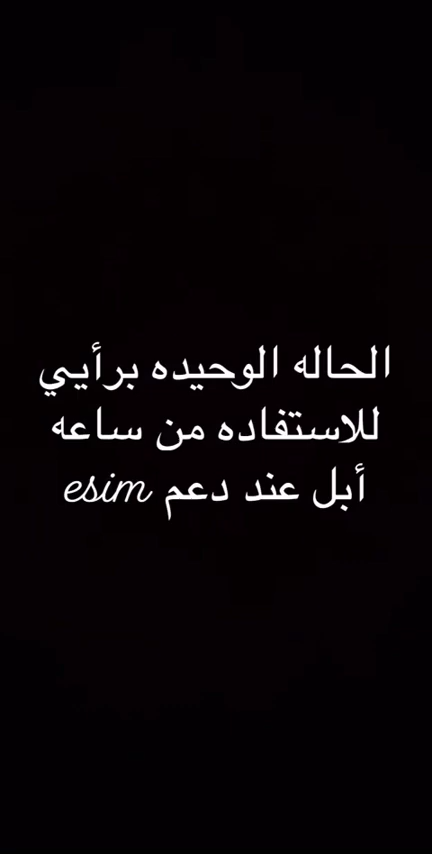 الحاله الوحيده برأيي
للاستفاده من ساعه
أبل عند دعم esim